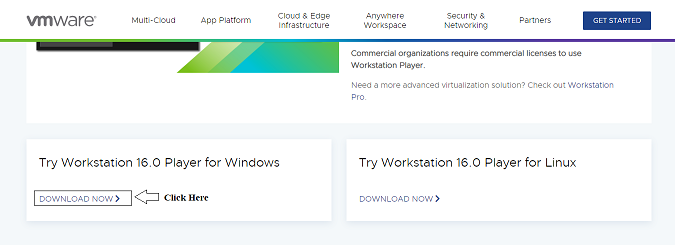 vmware
Multi-Cloud
App Platform
Cloud & Edge
Infrastructure
Anywhere
Workspace
Security &
Networking
Partners
GET STARTED
Commercial organizations require commercial licenses to use
Workstation Player.
Need a more advanced virtualization solution? Check out Workstation
Pro.
Try Workstation 16.0 Player for Windows
DOWNLOAD NOW
Click Here
Try Workstation 16.0 Player for Linux
DOWNLOAD NOW